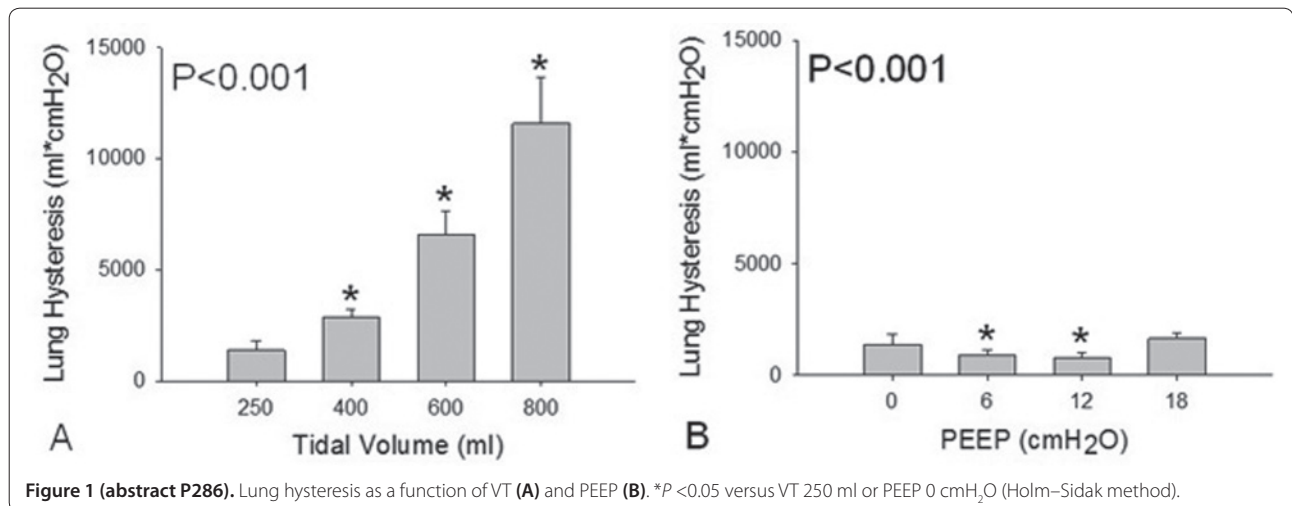 15000
10000
5000
0
Lung Hysteresis (ml*cmH2O)
P<0.001
*
*
*
250 400 600 800
Tidal Volume (ml)
A
15000
10000
5000
0
Lung Hysteresis (ml*cmH2O)
P<0.001
*
*
0 6 12 18
PEEP (cmH2O)
B
Figure 1 (abstract P286). Lung hysteresis as a function of VT (A) and PEEP (B). *P <0.05 versus VT 250 ml or PEEP 0 cmH2O (Holm–Sidak method).